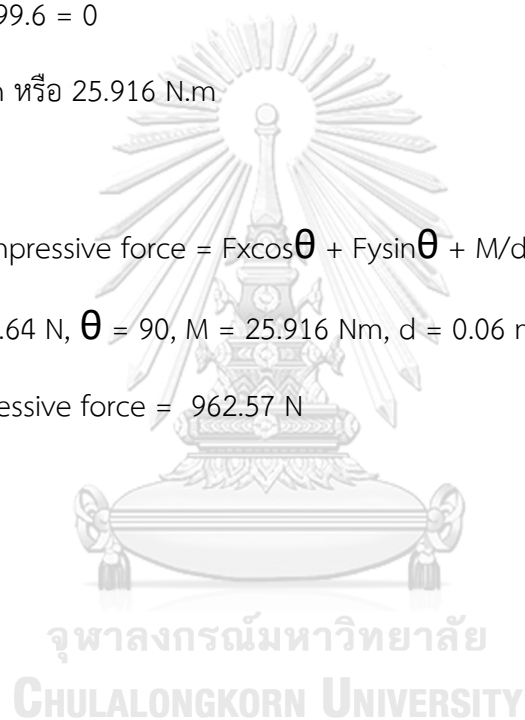 99.6 = 0
หรือ 25.916 N.m
mpressive force = Fxcosθ + Fysinθ + M/d
.64 N, θ = 90, M = 25.916 Nm, d = 0.06
essive force = 962.57 N
จุฬาลงกรณ์มหาวิทยาลัย
CHULALONGKORN UNIVERSITY